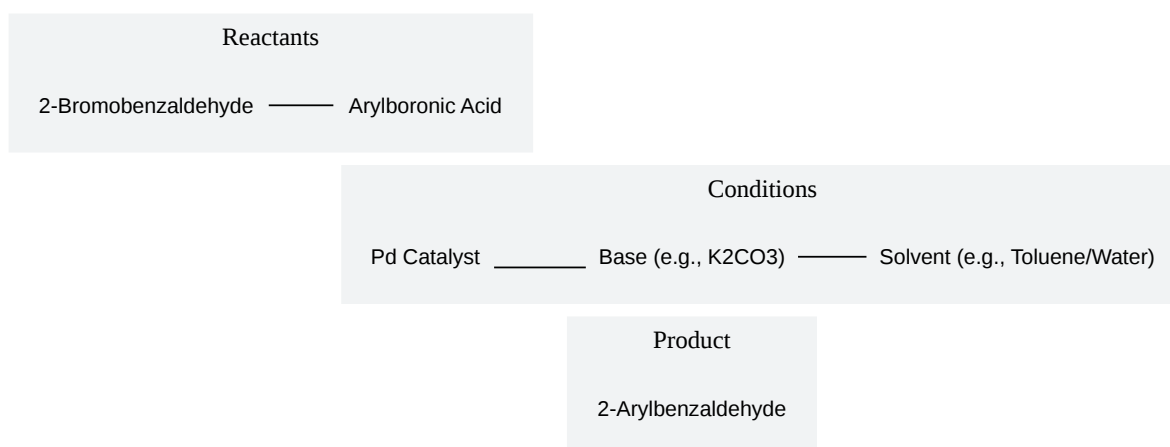 Reactants
2-Bromobenzaldehyde Arylboronic Acid
Conditions
Pd Catalyst Base (e.g., K2CO3) Solvent (e.g., Toluene/Water)
Product
2-Arylbenzaldehyde